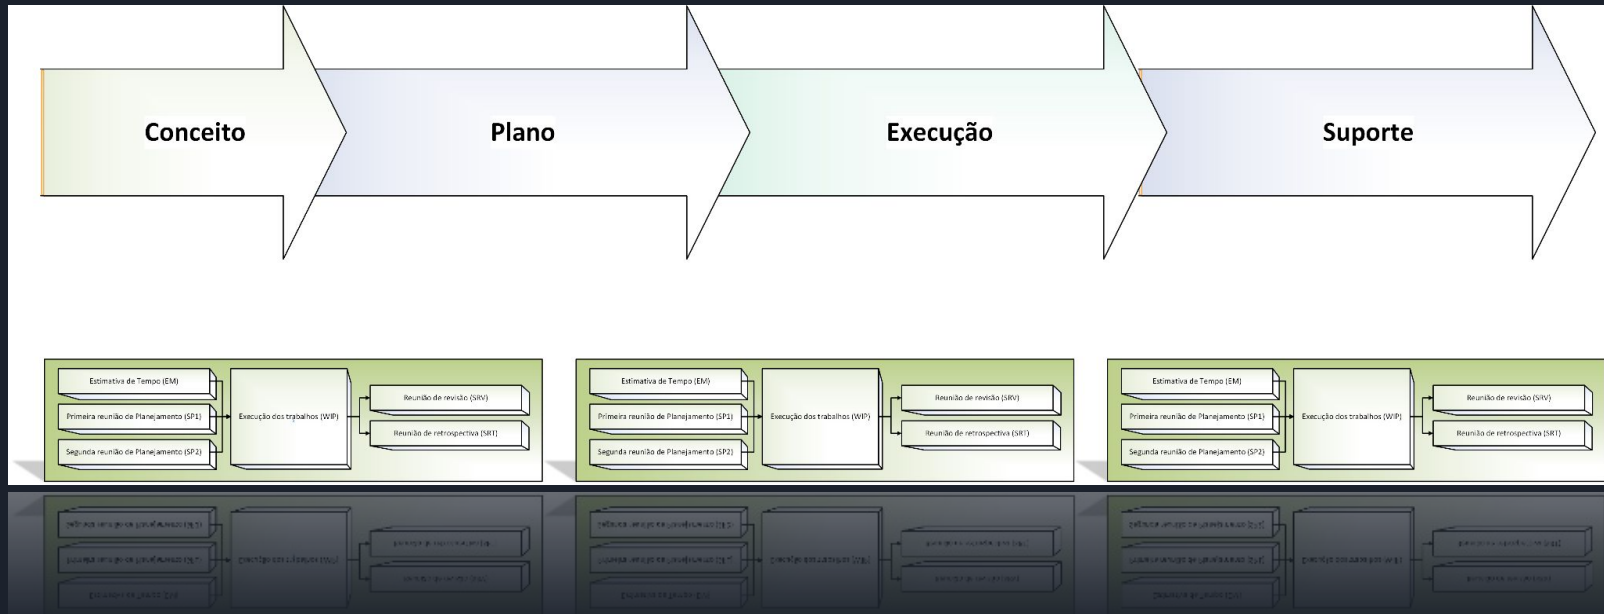 Conceito
Plano
Execução
Suporte
Estimativa de Tempo (EM)
Primeira reunião de Planejamento (SP1)
Segunda reunião de Planejamento (SP2)
Execução dos trabalhos (WIP)
Reunião de revisão (SRV)
Reunião de retrospectiva (SRT)
Estimativa de Tempo (EM)
Primeira reunião de Planejamento (SP1)
Segunda reunião de Planejamento (SP2)
Execução dos trabalhos (WIP)
Reunião de revisão (SRV)
Reunião de retrospectiva (SRT)
Estimativa de Tempo (EM)
Primeira reunião de Planejamento (SP1)
Segunda reunião de Planejamento (SP2)
Execução dos trabalhos (WIP)
Reunião de revisão (SRV)
Reunião de retrospectiva (SRT)